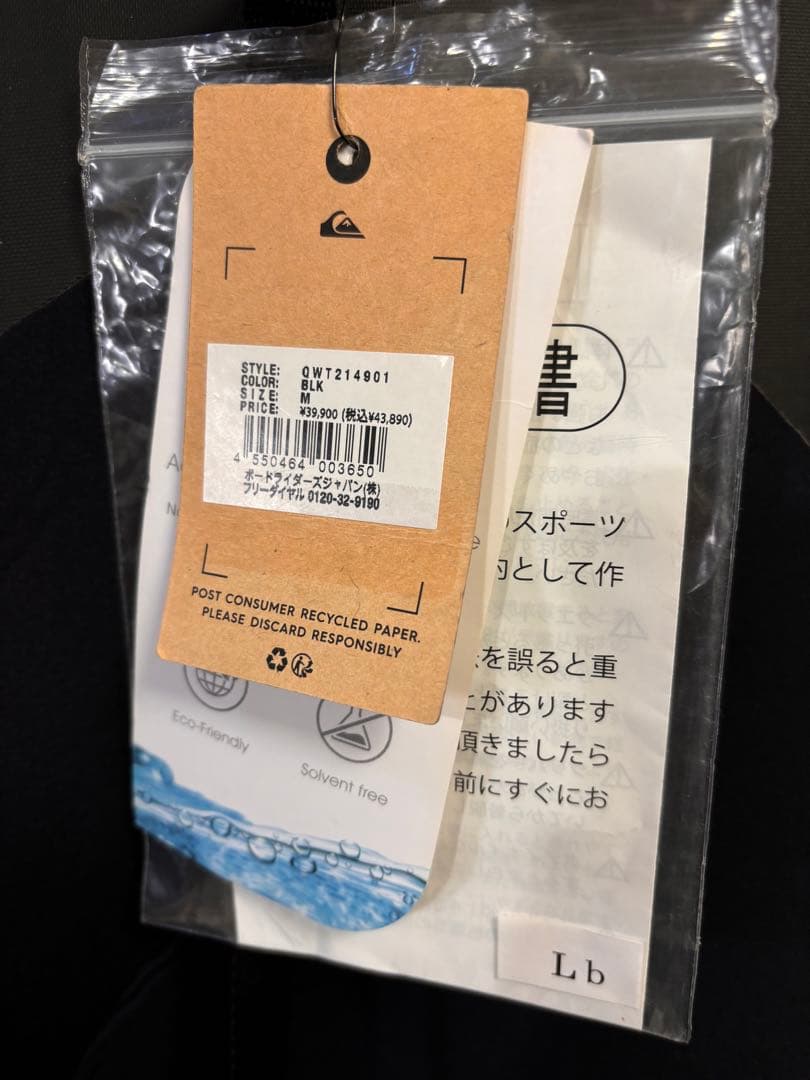 STYLE: QWT214901
COLOR: BLK
SIZE: M
PRICE: ¥39,900 (税込¥43,890)
4 550464 003650
ボードライダーズジャパン(株)
フリーダイヤル 0120-32-9190
POST CONSUMER RECYCLED PAPER.
PLEASE DISCARD RESPONSIBLY
Eco-Friendly
Solvent free
書
スポーツ
として作
を誤ると重
があります
頂きましたら
前にすぐにお
Lb